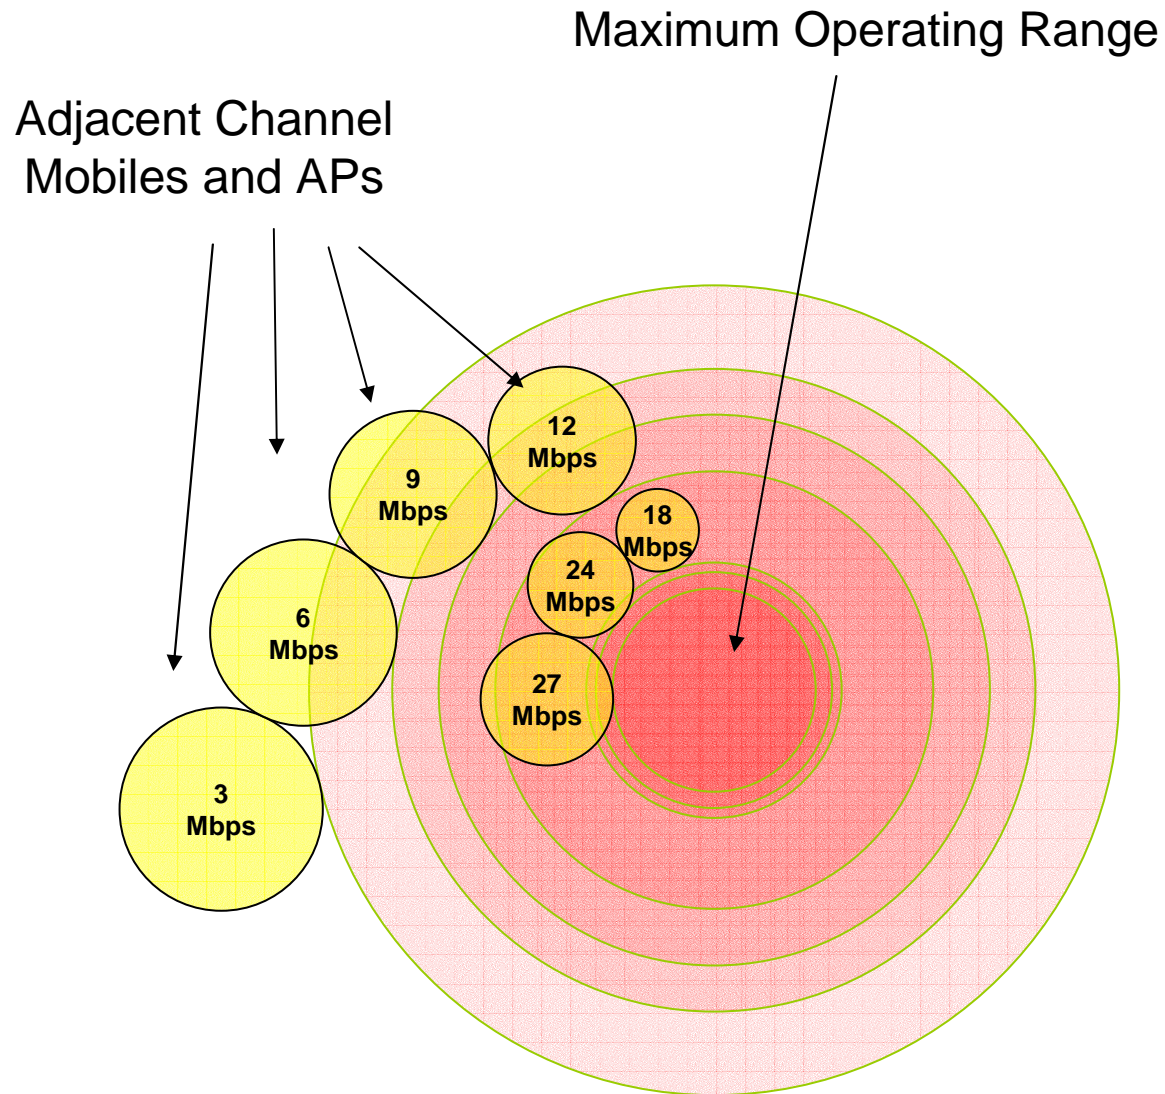 Maximum Operating Range
Adjacent Channel
Mobiles and APs
12
Mbps
9
Mbps
18
Mbps
24
Mbps
6
Mbps
27
Mbps
3
Mbps